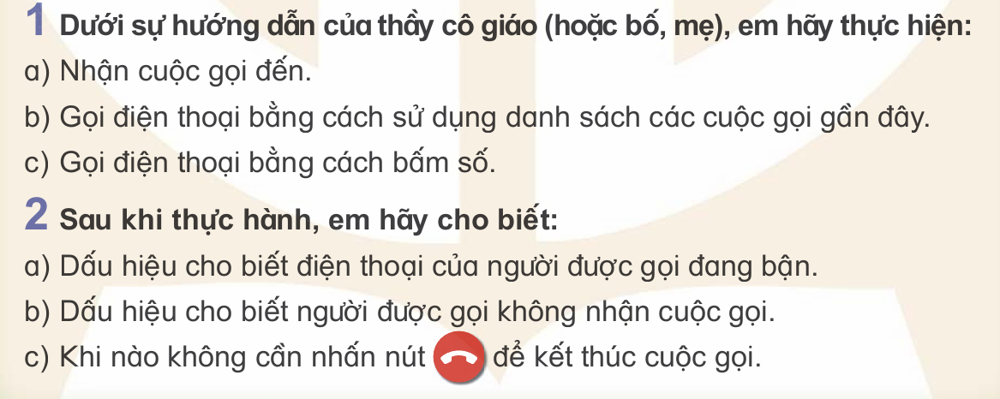 1 Dưới sự hướng dẫn của thầy cô giáo (hoặc bố, mẹ), em hãy thực hiện:
a) Nhận cuộc gọi đến.
b) Gọi điện thoại bằng cách sử dụng danh sách các cuộc gọi gần đây.
c) Gọi điện thoại bằng cách bấm số.
2 Sau khi thực hành, em hãy cho biết:
a) Dấu hiệu cho biết điện thoại của người được gọi đang bận.
b) Dấu hiệu cho biết người được gọi không nhận cuộc gọi.
c) Khi nào không cần nhấn nút để kết thúc cuộc gọi.